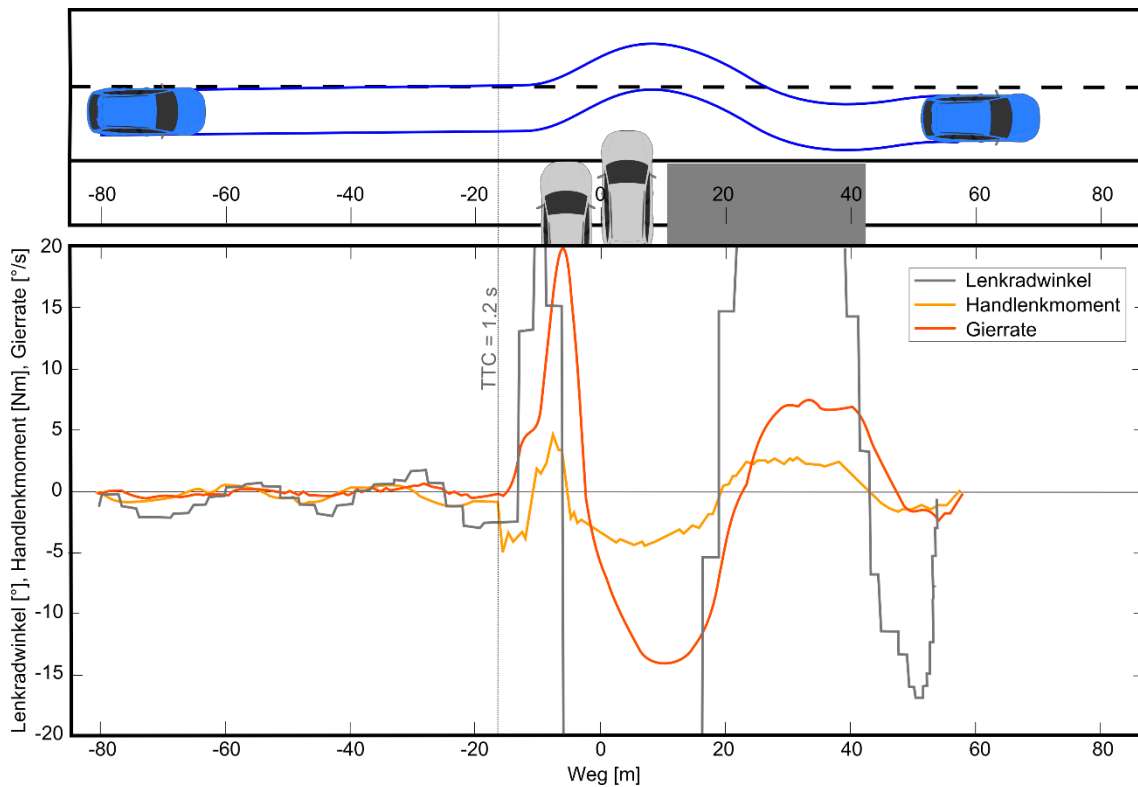 -80 -60 -40 -20 0 20 40 60 80
Lenkradwinkel [°], Handlenkmoment [Nm], Gierrate [°/s]
20
15
10
5
0
-5
-10
-15
-20
TTC = 1.2 s
Lenkradwinkel
Handlenkmoment
Gierrate
-80 -60 -40 -20 0 20 40 60 80
Weg [m]